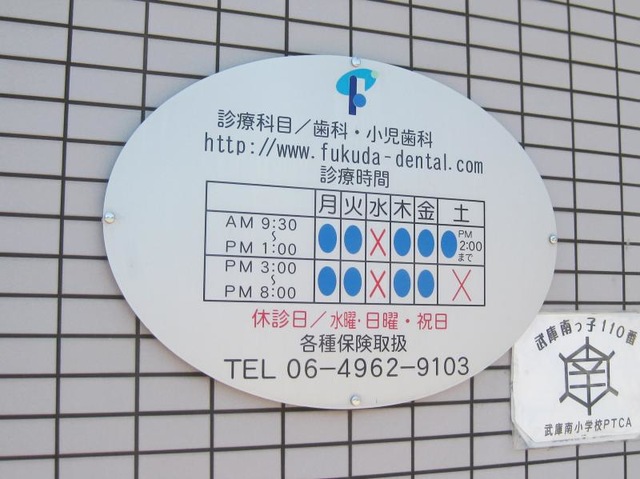 診療科目／歯科・小児歯科
http://www.fukuda-dental.com
診療時間
月 火 水 木 金 土
AM 9:30 〜 PM 1:00 ● ● × ● ● ● PM 2:00 まで
PM 3:00 〜 PM 8:00 ● ● × ● ● ×
休診日／水曜・日曜・祝日
各種保険取扱
TEL 06-4962-9103
武庫南っ子110番
南
武庫南小学校PTCA